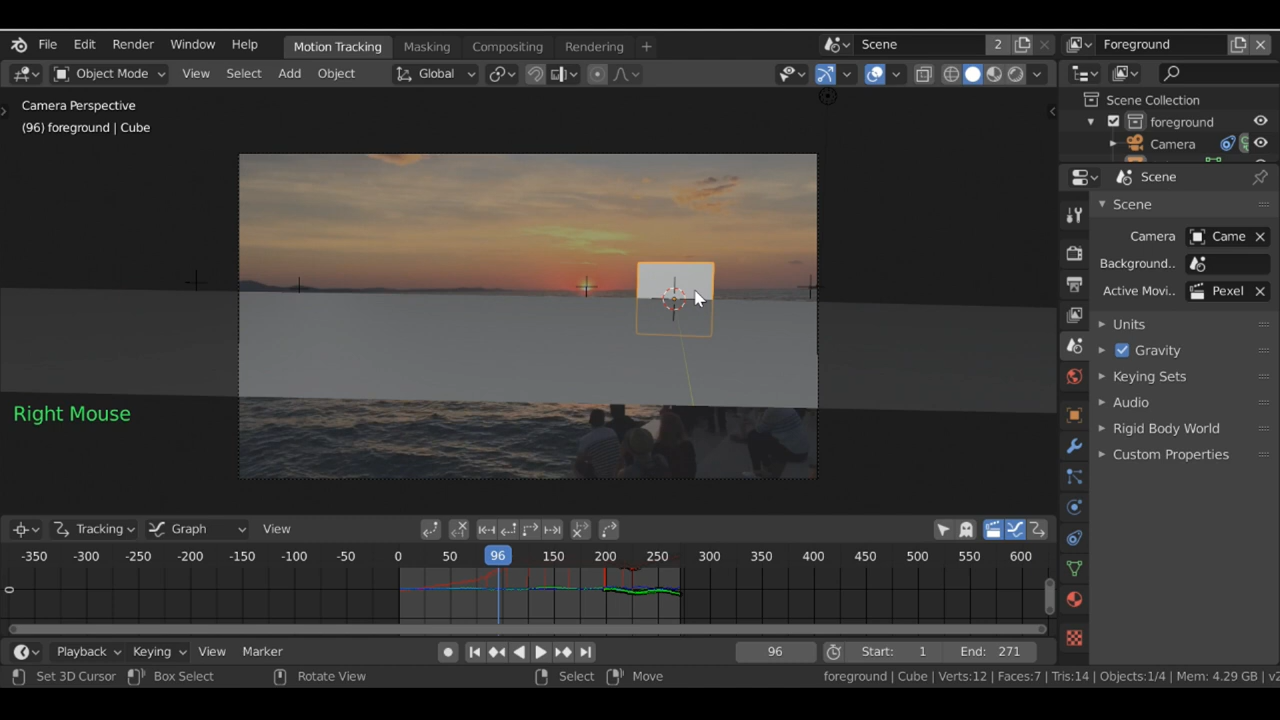 File Edit Render Window Help Motion Tracking Masking Compositing Rendering + Scene 2 Foreground
Object Mode View Select Add Object Global
Camera Perspective
(96) foreground | Cube
Scene Collection
foreground
Camera
Scene
Scene
Camera Came
Background..
Active Movi.. Pexel
Units
Gravity
Keying Sets
Audio
Rigid Body World
Custom Properties
Right Mouse
Tracking Graph View
-350 -300 -250 -200 -150 -100 -50 0 50 96 150 200 250 300 350 400 450 500 550 600
0
Playback Keying View Marker 96 Start: 1 End: 271
Set 3D Cursor Box Select Rotate View Select Move foreground | Cube | Verts:12 | Faces:7 | Tris:14 | Objects:1/4 | Mem: 4.29 GB | v2